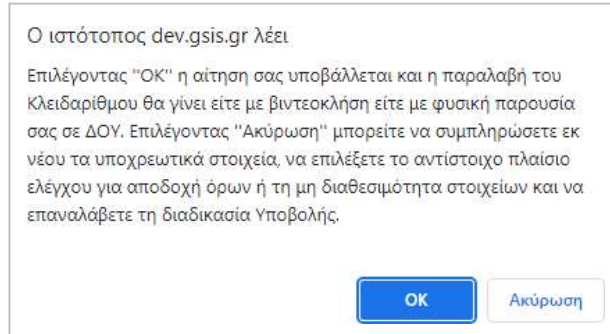 Ο ιστότοπος dev.gsis.gr λέει
Επιλέγοντας "ΟΚ" η αίτηση σας υποβάλλεται και η παραλαβή του
Κλειδαρίθμου θα γίνει είτε με βιντεοκλήση είτε με φυσική παρουσία
σας σε ΔΟΥ. Επιλέγοντας "Ακύρωση" μπορείτε να συμπληρώσετε εκ
νέου τα υποχρεωτικά στοιχεία, να επιλέξετε το αντίστοιχο πλαίσιο
ελέγχου για αποδοχή όρων ή τη μη διαθεσιμότητα στοιχείων και να
επαναλάβετε τη διαδικασία Υποβολής.
ΟΚ Ακύρωση